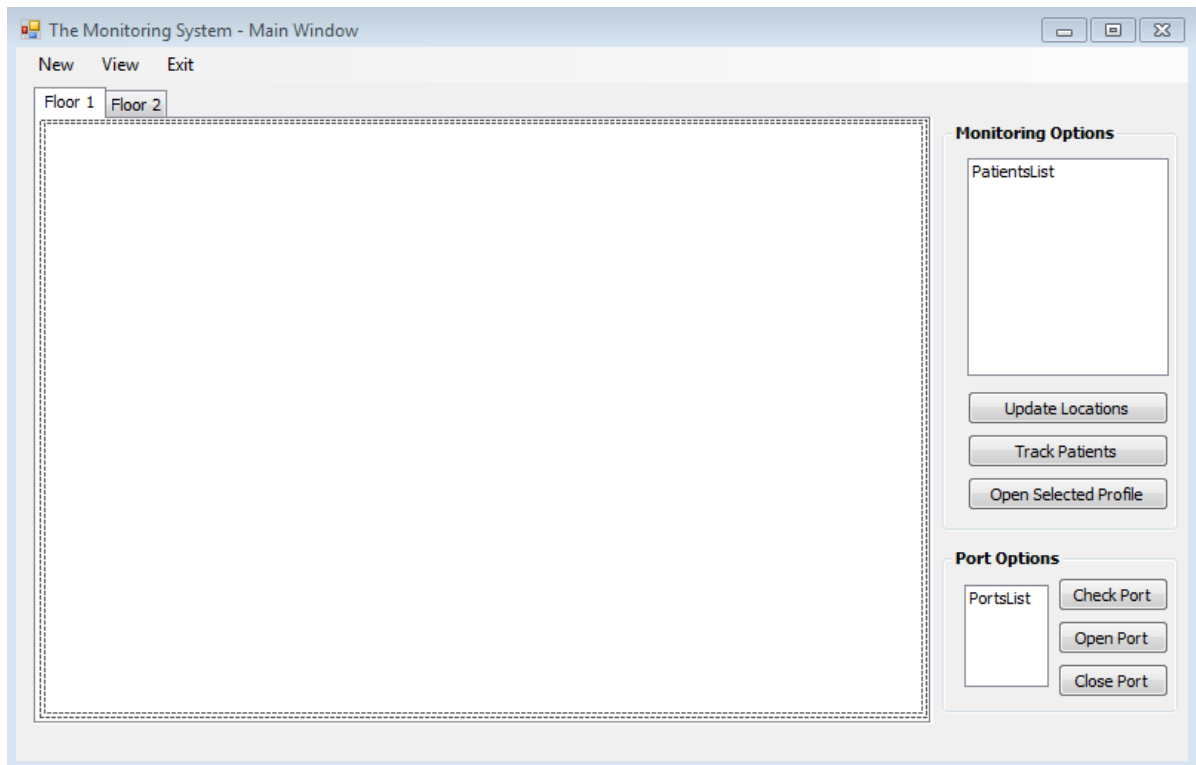 The Monitoring System - Main Window
New View Exit
Floor 1 Floor 2
Monitoring Options
PatientsList
Update Locations
Track Patients
Open Selected Profile
Port Options
PortsList
Check Port
Open Port
Close Port